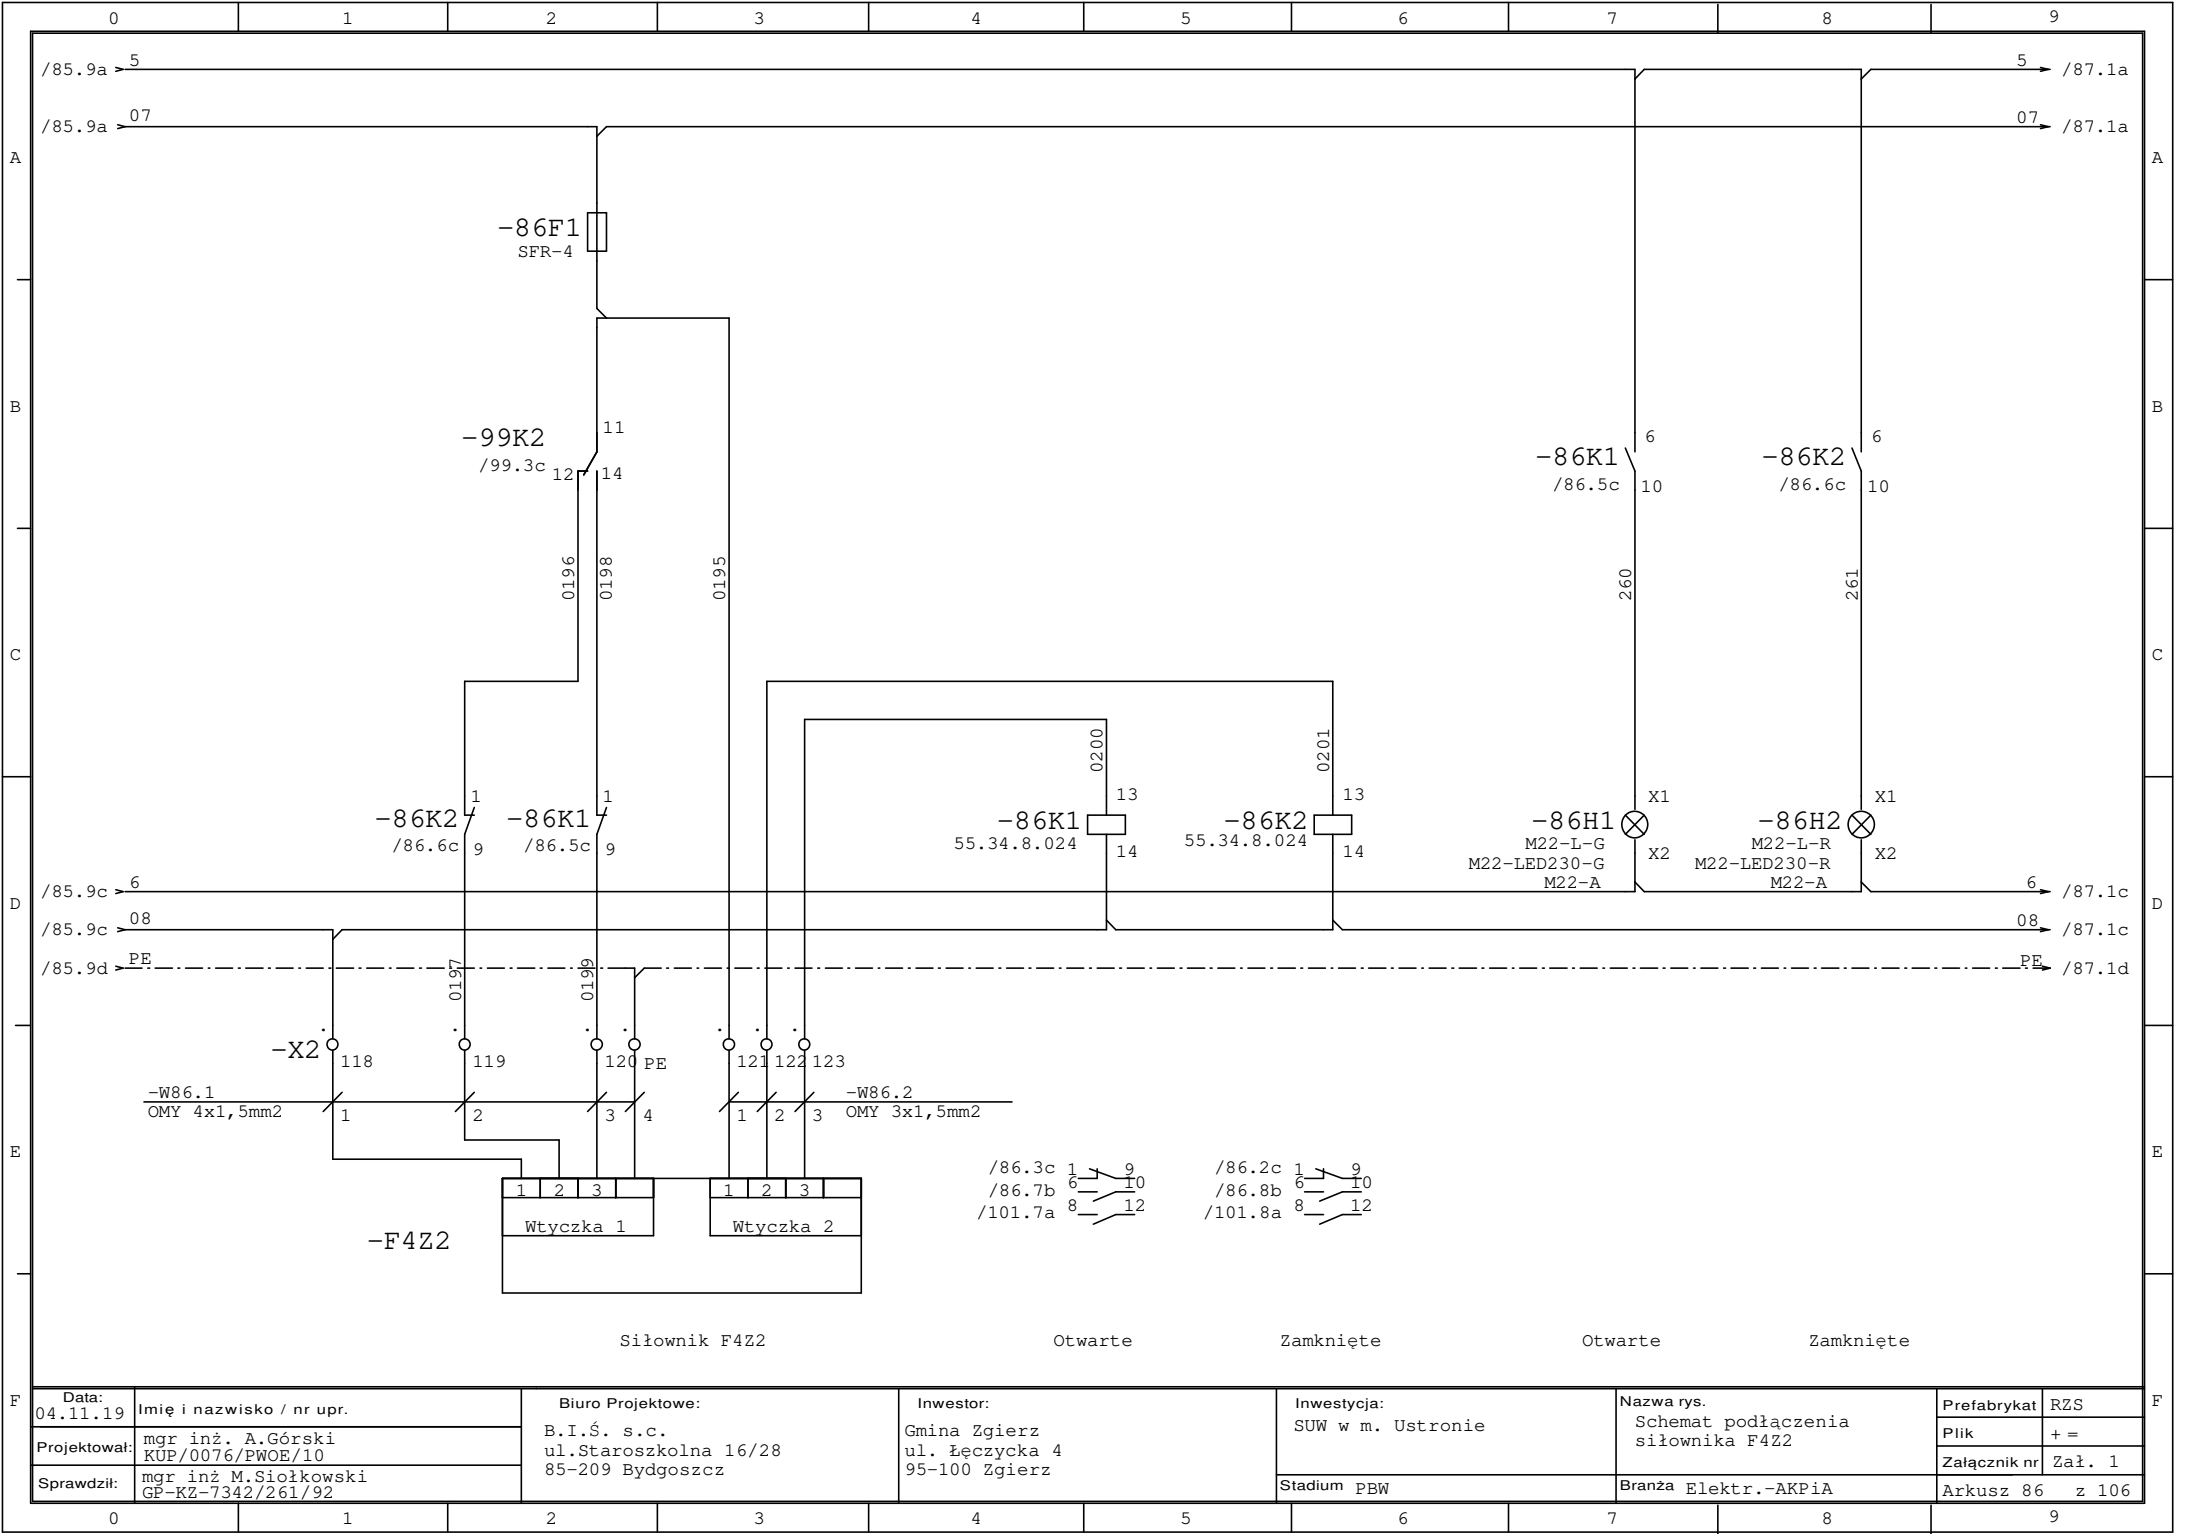 0 1 2 3 4 5 6 7 8 9
/85.9a 5 5 /87.1a
/85.9a 07 07 /87.1a
A A
-86F1
SFR-4
B B
-99K2 11
/99.3c 12 14
-86K1 6
/86.5c 10
-86K2 6
/86.6c 10
0196 0198 0195 260 261
C C
0200 0201
-86K2 1
/86.6c 9
-86K1 1
/86.5c 9
-86K1 13
55.34.8.024 14
-86K2 13
55.34.8.024 14
-86H1 X1
M22-L-G X2
M22-LED230-G
M22-A
-86H2 X1
M22-L-R X2
M22-LED230-R
M22-A
/85.9c 6 6 /87.1c
D D
/85.9c 08 08 /87.1c
/85.9d PE PE /87.1d
0197 0199
-X2 118 119 120 PE 121 122 123
-W86.1
OMY 4x1,5mm2
1 2 3 4 1 2 3
-W86.2
OMY 3x1,5mm2
E E
/86.3c 1 9
/86.7b 6 10
/101.7a 8 12
/86.2c 1 9
/86.8b 6 10
/101.8a 8 12
1 2 3 1 2 3
Wtyczka 1 Wtyczka 2
-F4Z2
Siłownik F4Z2 Otwarte Zamknięte Otwarte Zamknięte
F F
Data:
04.11.19
Imię i nazwisko / nr upr.
Projektował:
mgr inż. A.Górski
KUP/0076/PWOE/10
Sprawdził:
mgr inż M.Siołkowski
GP-KZ-7342/261/92
Biuro Projektowe:
B.I.Ś. s.c.
ul.Staroszkolna 16/28
85-209 Bydgoszcz
Inwestor:
Gmina Zgierz
ul. Łęczycka 4
95-100 Zgierz
Inwestycja:
SUW w m. Ustronie
Stadium PBW
Nazwa rys.
Schemat podłączenia
siłownika F4Z2
Branża Elektr.-AKPiA
Prefabrykat RZS
Plik + =
Załącznik nr Zał. 1
Arkusz 86 z 106
0 1 2 3 4 5 6 7 8 9